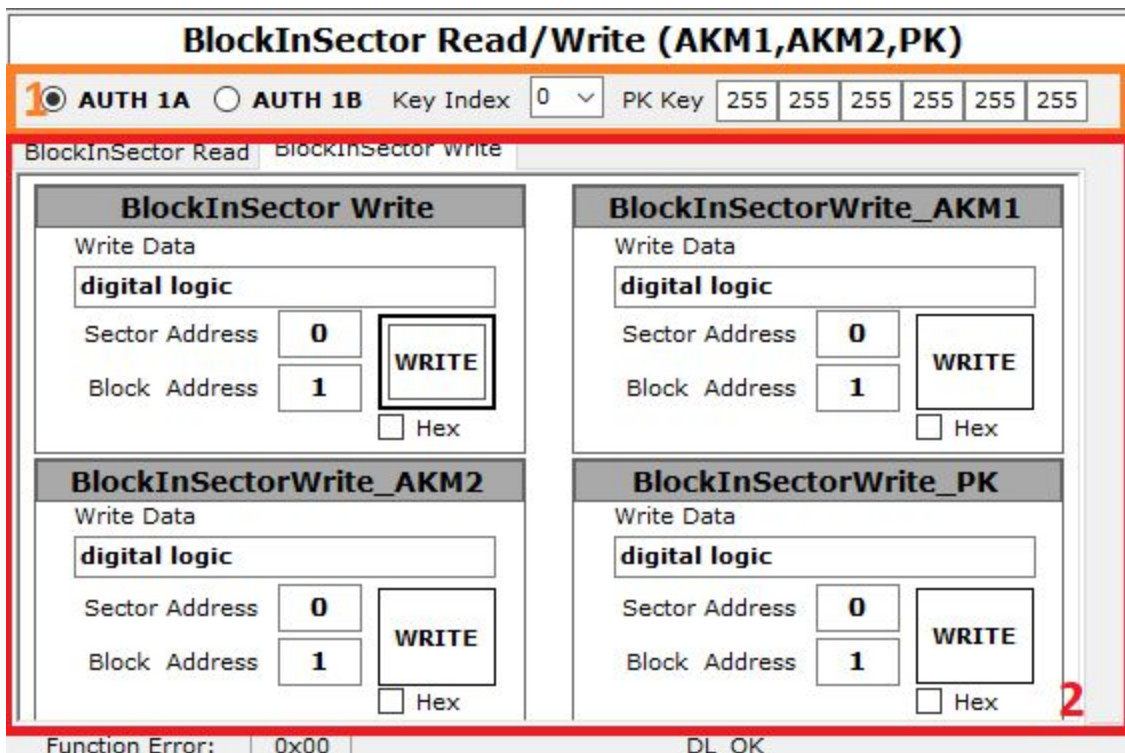 BlockInSector Read/Write (AKM1,AKM2,PK)
1 AUTH 1A AUTH 1B Key Index 0 PK Key 255 255 255 255 255 255
BlockInSector Read BlockInSector Write
BlockInSector Write
Write Data
digital logic
Sector Address 0
WRITE
Block Address 1
Hex
BlockInSectorWrite_AKM1
Write Data
digital logic
Sector Address 0
WRITE
Block Address 1
Hex
BlockInSectorWrite_AKM2
Write Data
digital logic
Sector Address 0
WRITE
Block Address 1
Hex
BlockInSectorWrite_PK
Write Data
digital logic
Sector Address 0
WRITE
Block Address 1
Hex
2
Function Error: 0x00 DL_OK